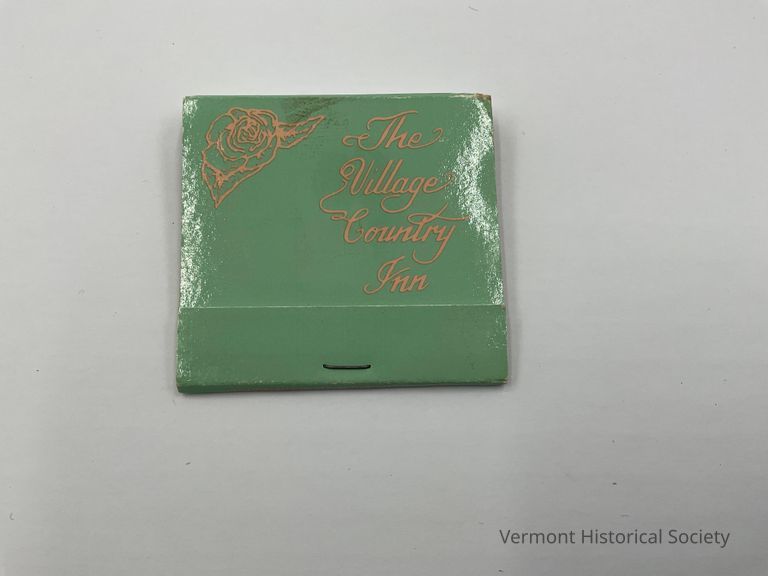 The
Village
Country
Inn
Vermont Historical Society